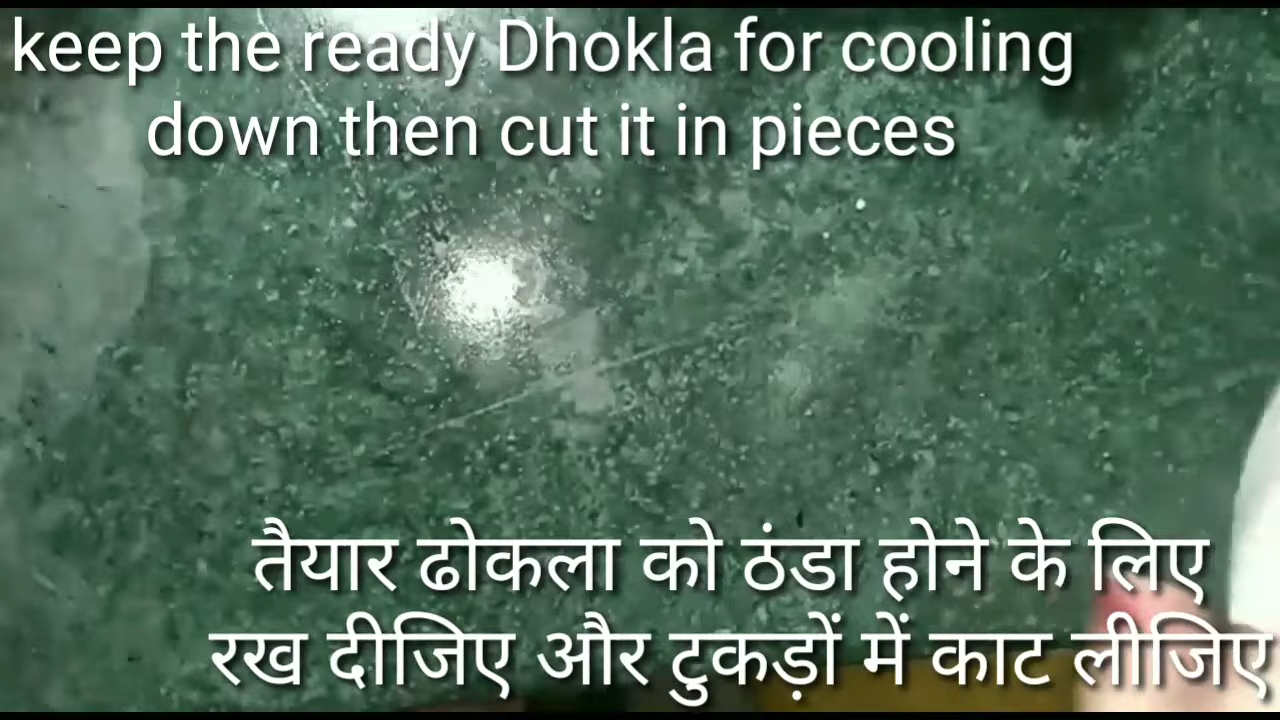 keep the ready Dhokla for cooling
down then cut it in pieces
तैयार ढोकला को ठंडा होने के लिए
रख दीजिए और टुकड़ों में काट लीजिए